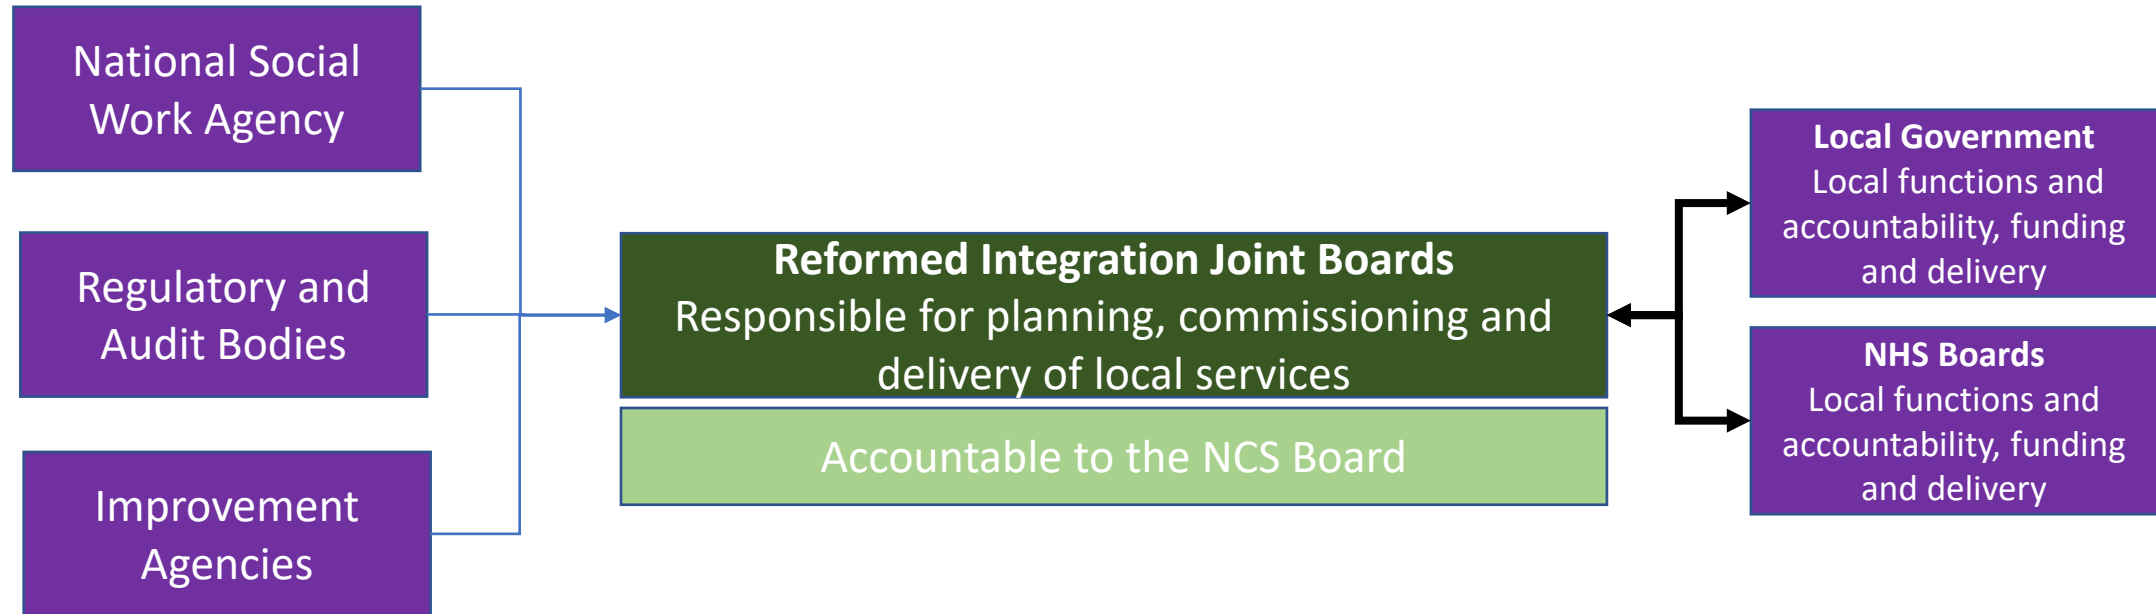 National Social
Work Agency
Regulatory and
Audit Bodies
Improvement
Agencies
Reformed Integration Joint Boards
Responsible for planning, commissioning and
delivery of local services
Accountable to the NCS Board
Local Government
Local functions and
accountability, funding
and delivery
NHS Boards
Local functions and
accountability, funding
and delivery